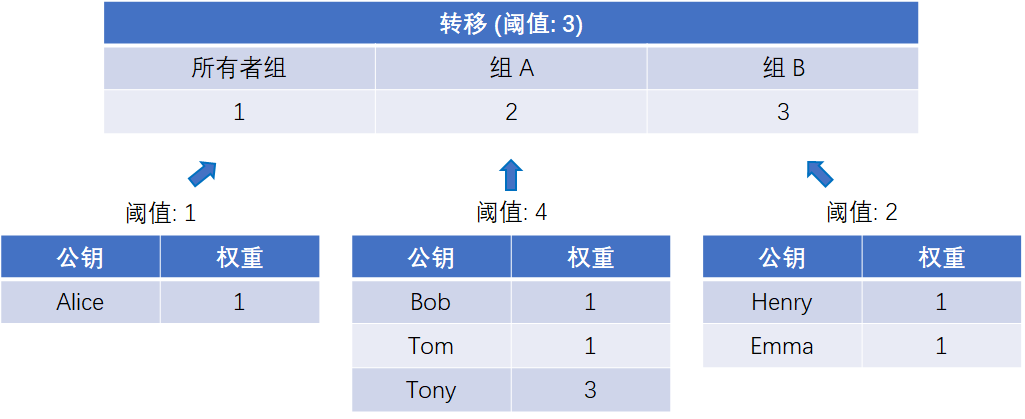 转移 (阈值: 3)
所有者组 组 A 组 B
1 2 3
阈值: 1 阈值: 4 阈值: 2
公钥 权重 公钥 权重 公钥 权重
Alice 1 Bob 1 Henry 1
Tom 1 Emma 1
Tony 3